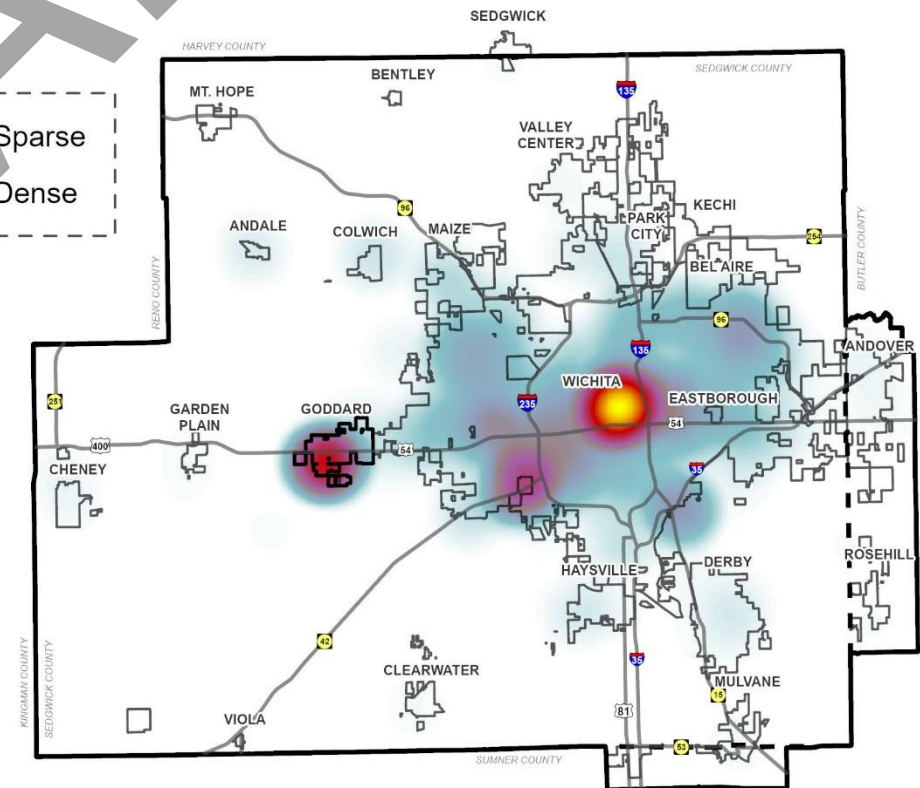 SEDGWICK
HARVEY COUNTY
SEDGWICK COUNTY
BENTLEY
MT. HOPE
135
Sparse
Dense
VALLEY
CENTER
96
KECHI
PARK
CITY
ANDALE
COLWICH
MAIZE
254
BEL AIRE
RENO COUNTY
BUTLER COUNTY
96
135
ANDOVER
WICHITA
EASTBOROUGH
251
235
GARDEN
PLAIN
GODDARD
54
400
54
CHENEY
35
HAYSVILLE
DERBY
ROSEHILL
42
35
CLEARWATER
MULVANE
KINGMAN COUNTY
SEDGWICK COUNTY
15
81
VIOLA
53
SUMNER COUNTY